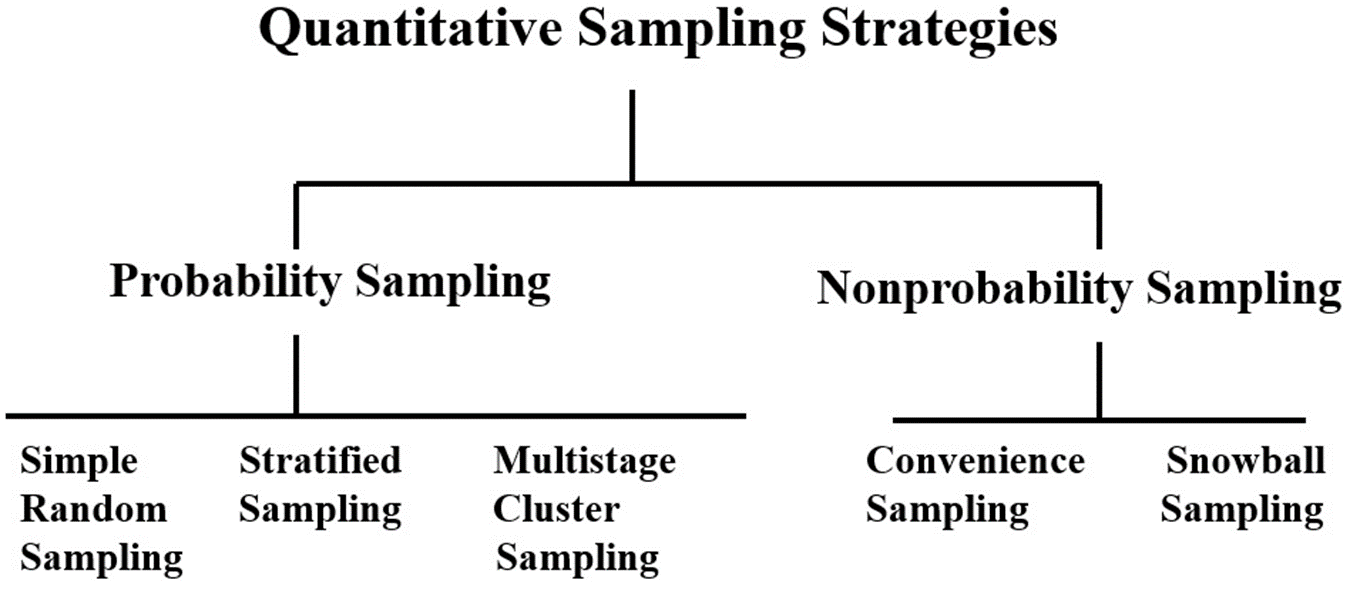 Quantitative Sampling Strategies
Probability Sampling
Nonprobability Sampling
Simple
Random
Sampling
Stratified
Sampling
Multistage
Cluster
Sampling
Convenience
Sampling
Snowball
Sampling